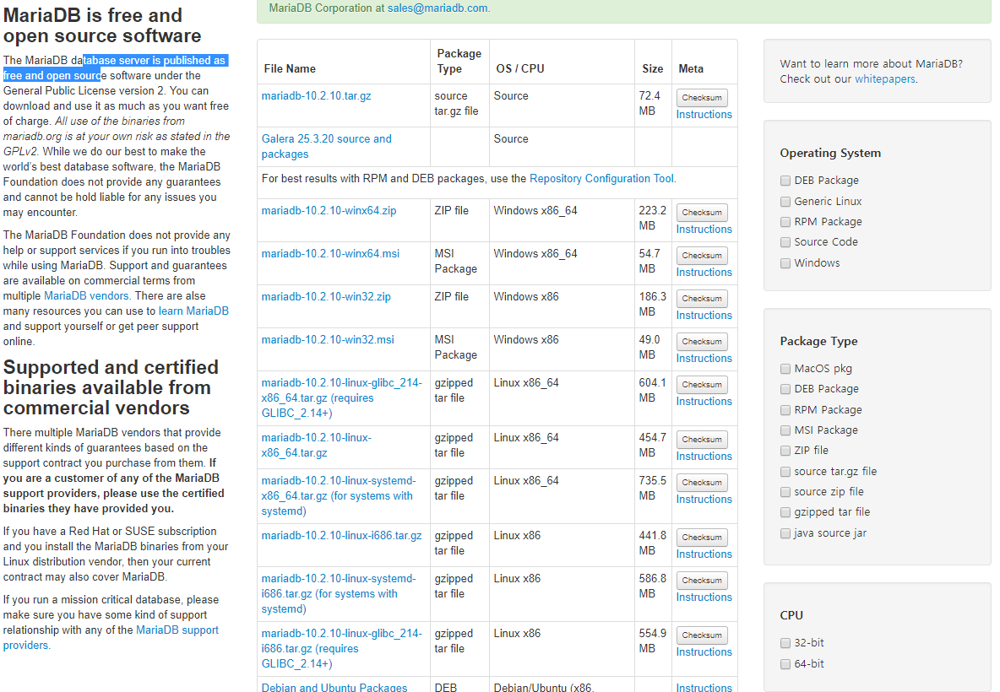 MariaDB is free and
open source software
The MariaDB database server is published as
free and open source software under the
General Public License version 2. You can
download and use it as much as you want free
of charge. All use of the binaries from
mariadb.org is at your own risk as stated in the
GPLv2. While we do our best to make the
world's best database software, the MariaDB
Foundation does not provide any guarantees
and cannot be hold liable for any issues you
may encounter.
The MariaDB Foundation does not provide any
help or support services if you run into troubles
while using MariaDB. Support and guarantees
are available on commercial terms from
multiple MariaDB vendors. There are alse
many resources you can use to learn MariaDB
and support yourself or get peer support
online.
Supported and certified
binaries available from
commercial vendors
There multiple MariaDB vendors that provide
different kinds of guarantees based on the
support contract you purchase from them. If
you are a customer of any of the MariaDB
support providers, please use the certified
binaries they have provided you.
If you have a Red Hat or SUSE subscription
and you install the MariaDB binaries from your
Linux distribution vendor, then your current
contract may also cover MariaDB.
If you run a mission critical database, please
make sure you have some kind of support
relationship with any of the MariaDB support
providers.
MariaDB Corporation at sales@mariadb.com.
File Name Package Type OS / CPU Size Meta
mariadb-10.2.10.tar.gz source tar.gz file Source 72.4 MB Checksum Instructions
Galera 25.3.20 source and packages Source
For best results with RPM and DEB packages, use the Repository Configuration Tool.
mariadb-10.2.10-winx64.zip ZIP file Windows x86_64 223.2 MB Checksum Instructions
mariadb-10.2.10-winx64.msi MSI Package Windows x86_64 54.7 MB Checksum Instructions
mariadb-10.2.10-win32.zip ZIP file Windows x86 186.3 MB Checksum Instructions
mariadb-10.2.10-win32.msi MSI Package Windows x86 49.0 MB Checksum Instructions
mariadb-10.2.10-linux-glibc_214-x86_64.tar.gz (requires GLIBC_2.14+) gzipped tar file Linux x86_64 604.1 MB Checksum Instructions
mariadb-10.2.10-linux-x86_64.tar.gz gzipped tar file Linux x86_64 454.7 MB Checksum Instructions
mariadb-10.2.10-linux-systemd-x86_64.tar.gz (for systems with systemd) gzipped tar file Linux x86_64 735.5 MB Checksum Instructions
mariadb-10.2.10-linux-i686.tar.gz gzipped tar file Linux x86 441.8 MB Checksum Instructions
mariadb-10.2.10-linux-systemd-i686.tar.gz (for systems with systemd) gzipped tar file Linux x86 586.8 MB Checksum Instructions
mariadb-10.2.10-linux-glibc_214-i686.tar.gz (requires GLIBC_2.14+) gzipped tar file Linux x86 554.9 MB Checksum Instructions
Debian and Ubuntu Packages DEB Debian/Ubuntu (x86, Instructions
Want to learn more about MariaDB?
Check out our whitepapers.
Operating System
DEB Package
Generic Linux
RPM Package
Source Code
Windows
Package Type
MacOS pkg
DEB Package
RPM Package
MSI Package
ZIP file
source tar.gz file
source zip file
gzipped tar file
java source jar
CPU
32-bit
64-bit